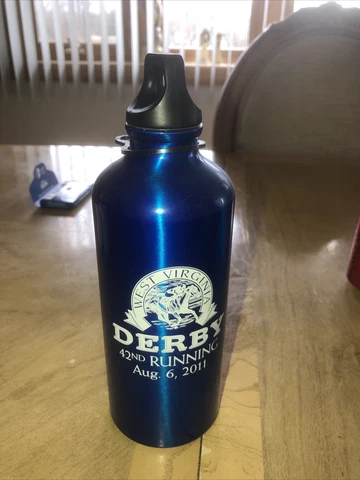 WEST VIRGINIA
DERBY
42ND RUNNING
Aug. 6, 2011